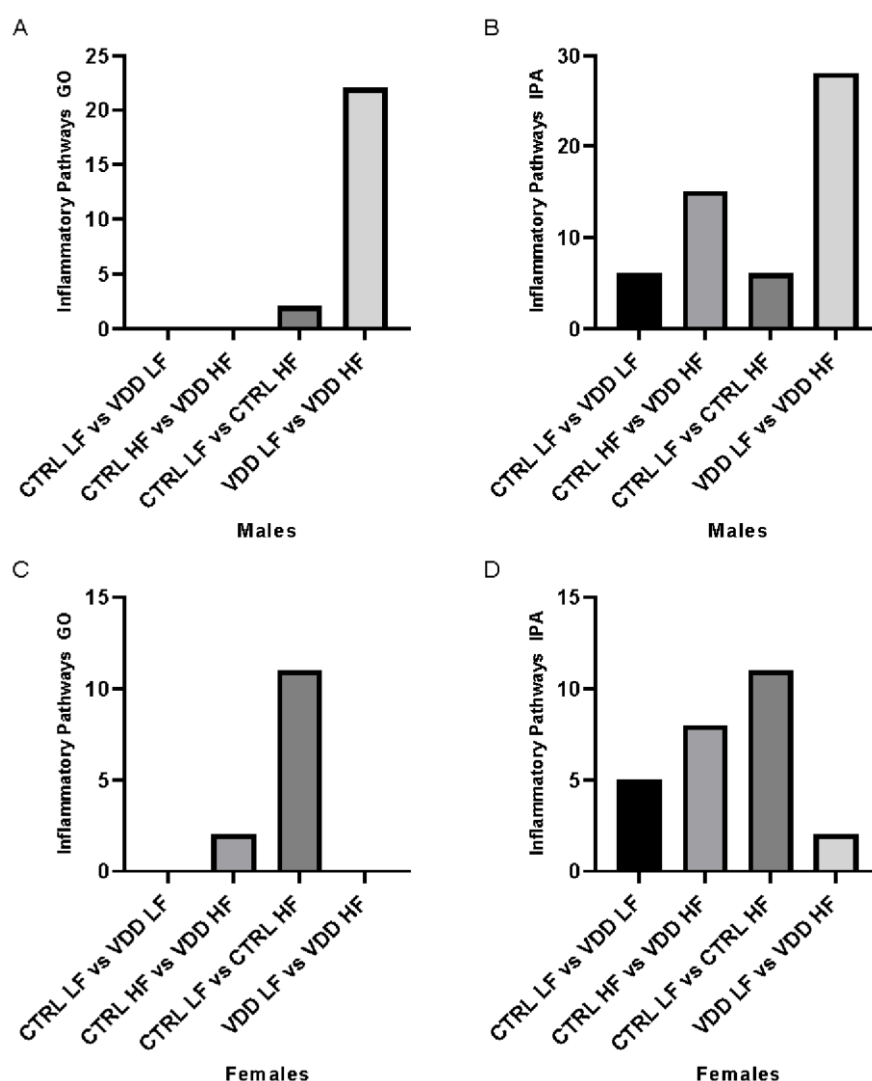 A
Inflammatory Pathways GO
25
20
15
10
5
0
CTRL LF vs VDD LF
CTRL HF vs VDD HF
CTRL LF vs CTRL HF
VDD LF vs VDD HF
Males
B
Inflammatory Pathways IPA
30
20
10
0
CTRL LF vs VDD LF
CTRL HF vs VDD HF
CTRL LF vs CTRL HF
VDD LF vs VDD HF
Males
C
Inflammatory Pathways GO
15
10
5
0
CTRL LF vs VDD LF
CTRL HF vs VDD HF
CTRL LF vs CTRL HF
VDD LF vs VDD HF
Females
D
Inflammatory Pathways IPA
15
10
5
0
CTRL LF vs VDD LF
CTRL HF vs VDD HF
CTRL LF vs CTRL HF
VDD LF vs VDD HF
Females